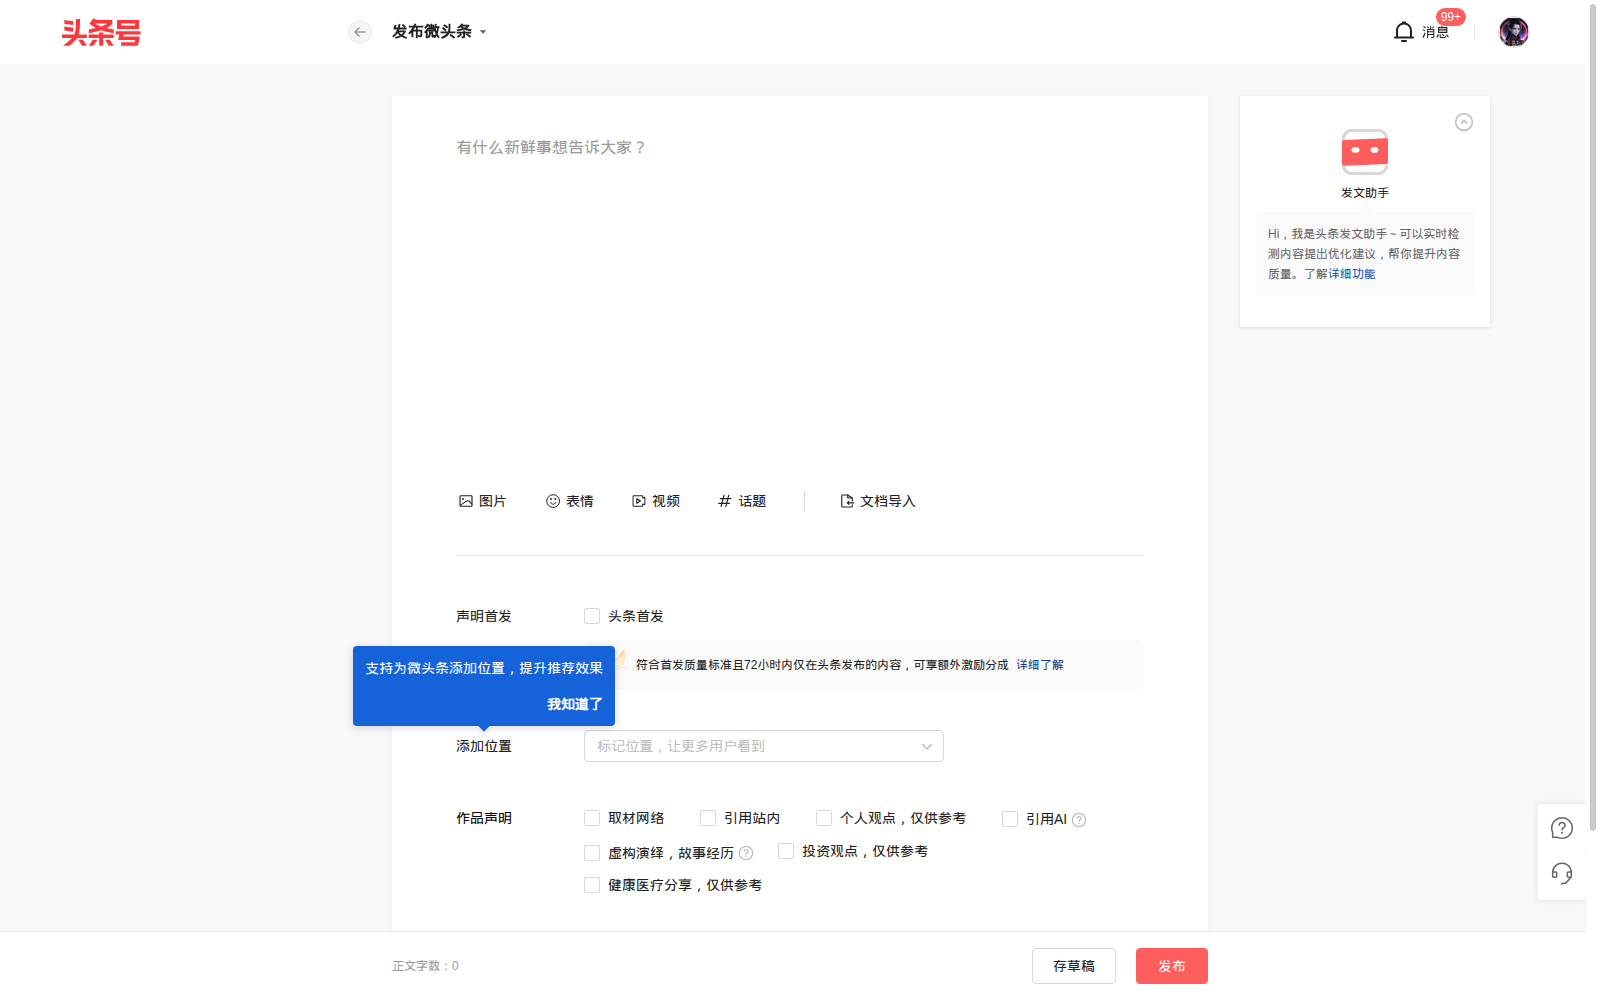 头条号
发布微头条
消息
99+
有什么新鲜事想告诉大家？
发文助手
Hi，我是头条发文助手~可以实时检
测内容提出优化建议，帮你提升内容
质量。了解详细功能
图片
表情
视频
# 话题
文档导入
声明首发
头条首发
支持为微头条添加位置，提升推荐效果
我知道了
符合首发质量标准且72小时内仅在头条发布的内容，可享额外激励分成 详细了解
添加位置
标记位置，让更多用户看到
作品声明
取材网络
引用站内
个人观点，仅供参考
引用AI
虚构演绎，故事经历
投资观点，仅供参考
健康医疗分享，仅供参考
正文字数：0
存草稿
发布